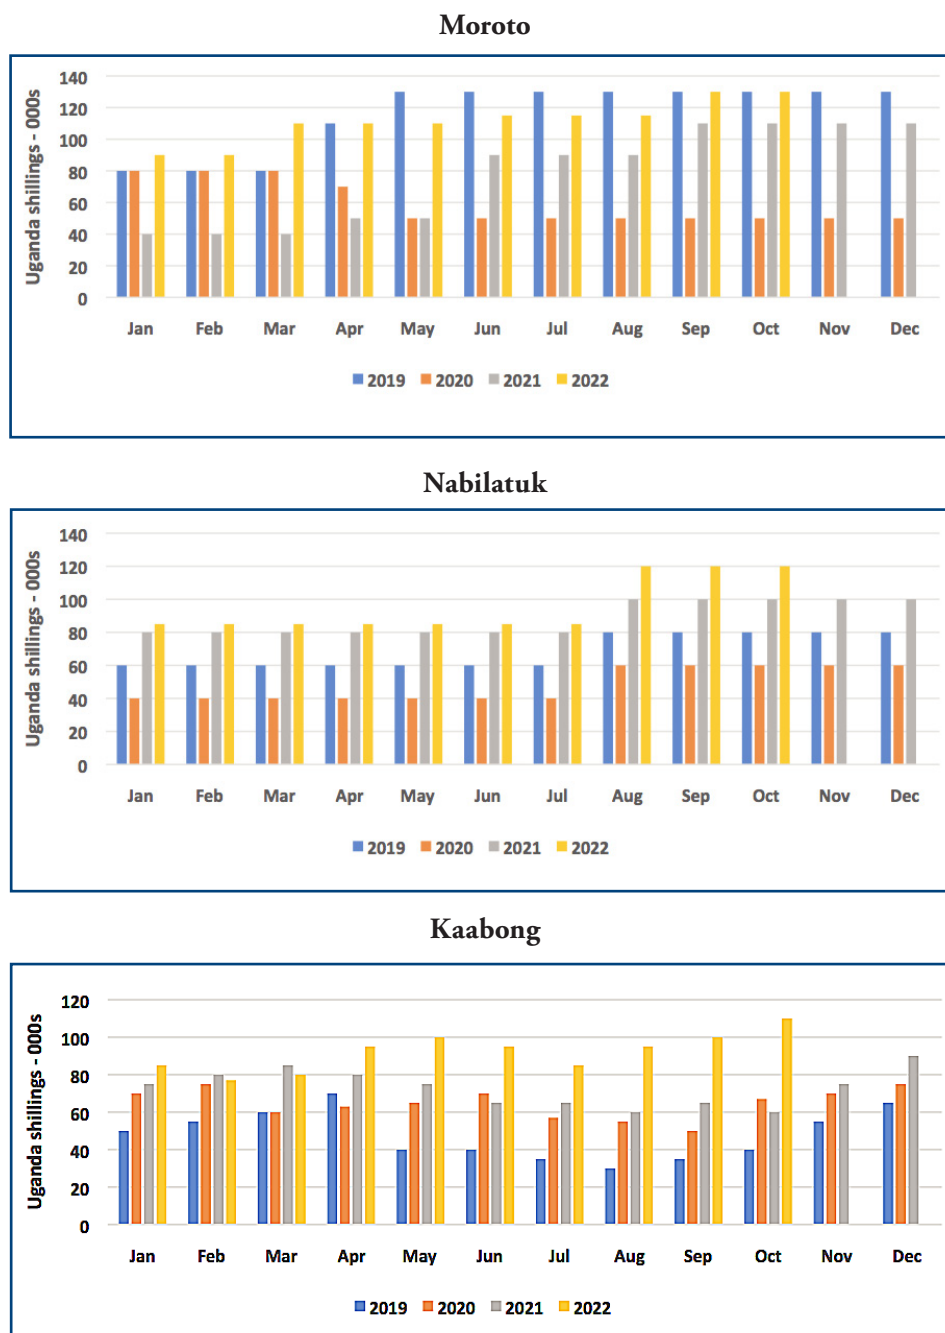 Moroto
Uganda shillings - 000s
140
120
100
80
60
40
20
0
Jan Feb Mar Apr May Jun Jul Aug Sep Oct Nov Dec
2019 2020 2021 2022
Nabilatuk
Uganda shillings - 000s
140
120
100
80
60
40
20
0
Jan Feb Mar Apr May Jun Jul Aug Sep Oct Nov Dec
2019 2020 2021 2022
Kaabong
Uganda shillings - 000s
120
100
80
60
40
20
0
Jan Feb Mar Apr May Jun Jul Aug Sep Oct Nov Dec
2019 2020 2021 2022